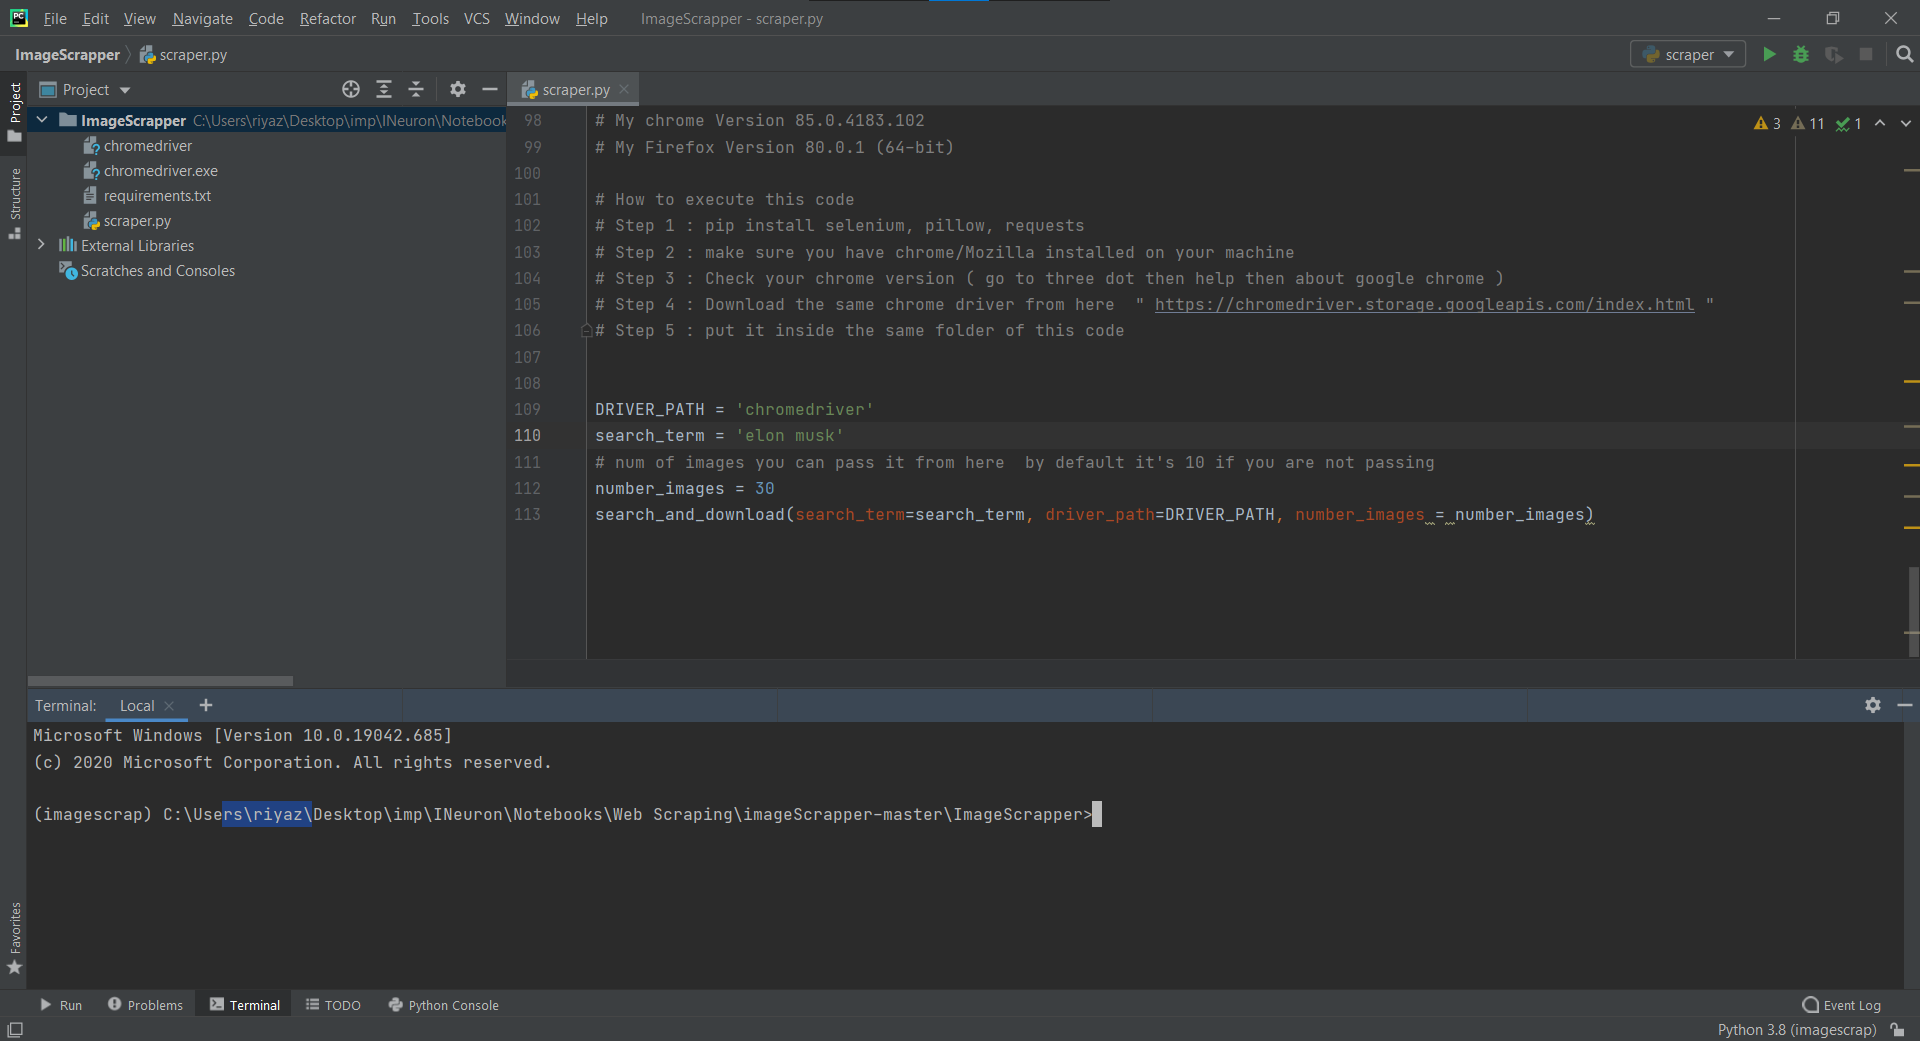 PC File Edit View Navigate Code Refactor Run Tools VCS Window Help ImageScrapper - scraper.py
ImageScrapper scraper.py scraper
Project
Project scraper.py
ImageScrapper C:\Users\riyaz\Desktop\imp\INeuron\Notebook
chromedriver
chromedriver.exe
requirements.txt
scraper.py
External Libraries
Scratches and Consoles
Structure
3 11 1
98 # My chrome Version 85.0.4183.102
99 # My Firefox Version 80.0.1 (64-bit)
100
101 # How to execute this code
102 # Step 1 : pip install selenium, pillow, requests
103 # Step 2 : make sure you have chrome/Mozilla installed on your machine
104 # Step 3 : Check your chrome version ( go to three dot then help then about google chrome )
105 # Step 4 : Download the same chrome driver from here " https://chromedriver.storage.googleapis.com/index.html "
106 # Step 5 : put it inside the same folder of this code
107
108
109 DRIVER_PATH = 'chromedriver'
110 search_term = 'elon musk'
111 # num of images you can pass it from here by default it's 10 if you are not passing
112 number_images = 30
113 search_and_download(search_term=search_term, driver_path=DRIVER_PATH, number_images = number_images)
Terminal: Local
Microsoft Windows [Version 10.0.19042.685]
(c) 2020 Microsoft Corporation. All rights reserved.
(imagescrap) C:\Users\riyaz\Desktop\imp\INeuron\Notebooks\Web Scraping\imageScrapper-master\ImageScrapper>
Favorites
Run Problems Terminal TODO Python Console Event Log
Python 3.8 (imagescrap)